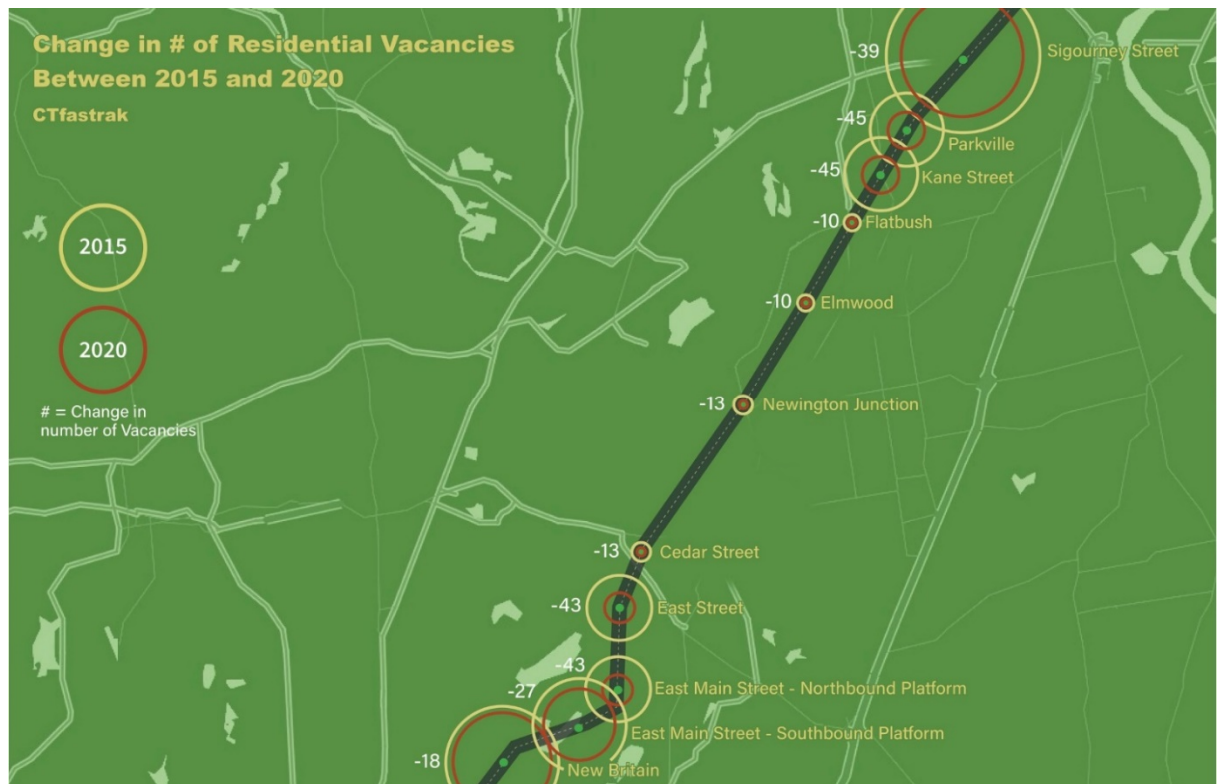 Change in # of Residential Vacancies
Between 2015 and 2020
CTfastrak
2015
2020
# = Change in
number of Vacancies
-39
Sigourney Street
-45
Parkville
-45
Kane Street
-10
Flatbush
-10
Elmwood
-13
Newington Junction
-13
Cedar Street
-43
East Street
-43
East Main Street - Northbound Platform
-27
East Main Street - Southbound Platform
-18
New Britain